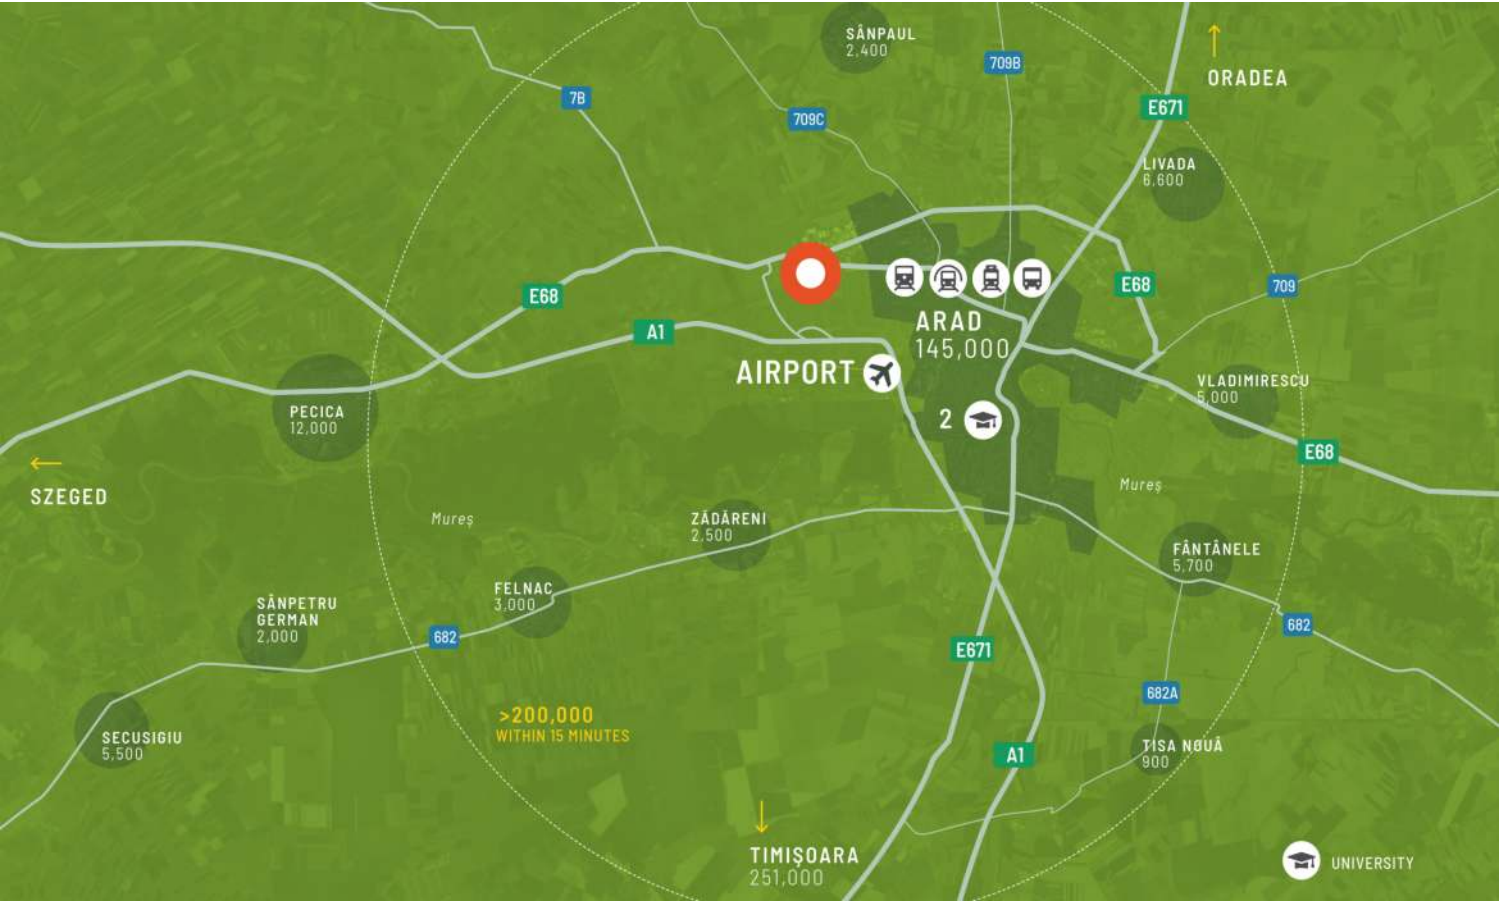 SÂNPAUL
2,400
709B
ORADEA
7B
E671
709C
LIVADA
6,600
E68
E68
709
A1
ARAD
145,000
AIRPORT
VLADIMIRESCU
5,000
PECICA
12,000
2
E68
SZEGED
Mureș
Mureș
ZĂDĂRENI
2,500
FÂNTÂNELE
5,700
FELNAC
3,000
SÂNPETRU
GERMAN
2,000
682
682
E671
682A
>200,000
WITHIN 15 MINUTES
SECUSIGIU
5,500
A1
TISA NOUĂ
900
TIMIȘOARA
251,000
UNIVERSITY